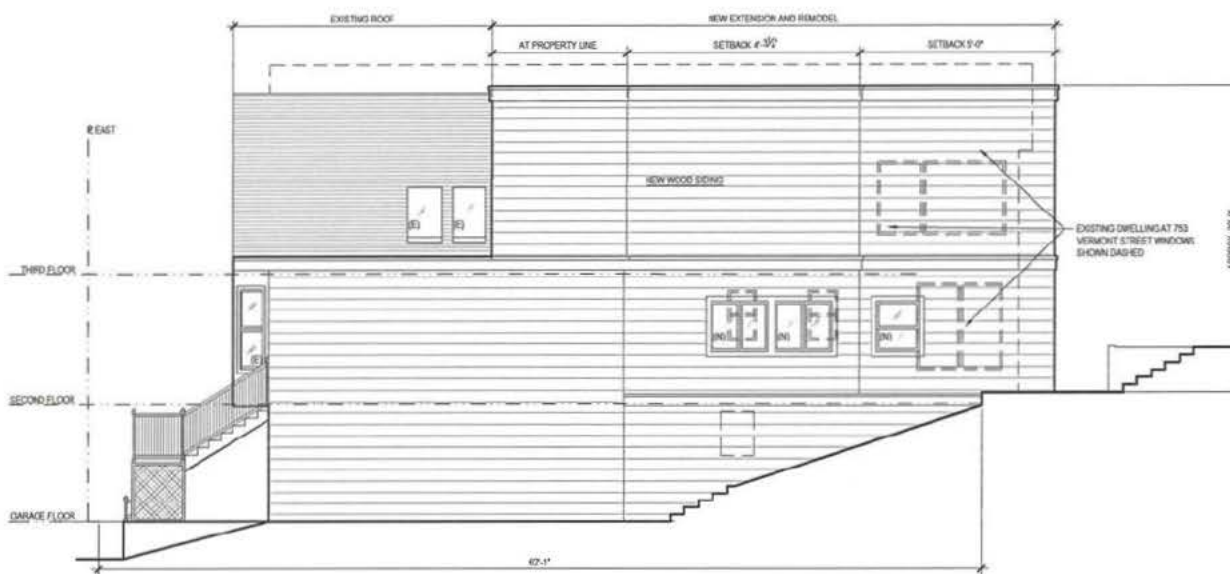 EXISTING ROOF
NEW EXTENSION AND REMODEL
AT PROPERTY LINE
SETBACK 5'-0"
EAST
NEW WOOD SIDING
(E)
(E)
EXISTING DWELLING AT 753
VERMONT STREET WINDOWS
SHOWN DASHED
THIRD FLOOR
(N)
(N)
(N)
(E)
SECOND FLOOR
GARAGE FLOOR